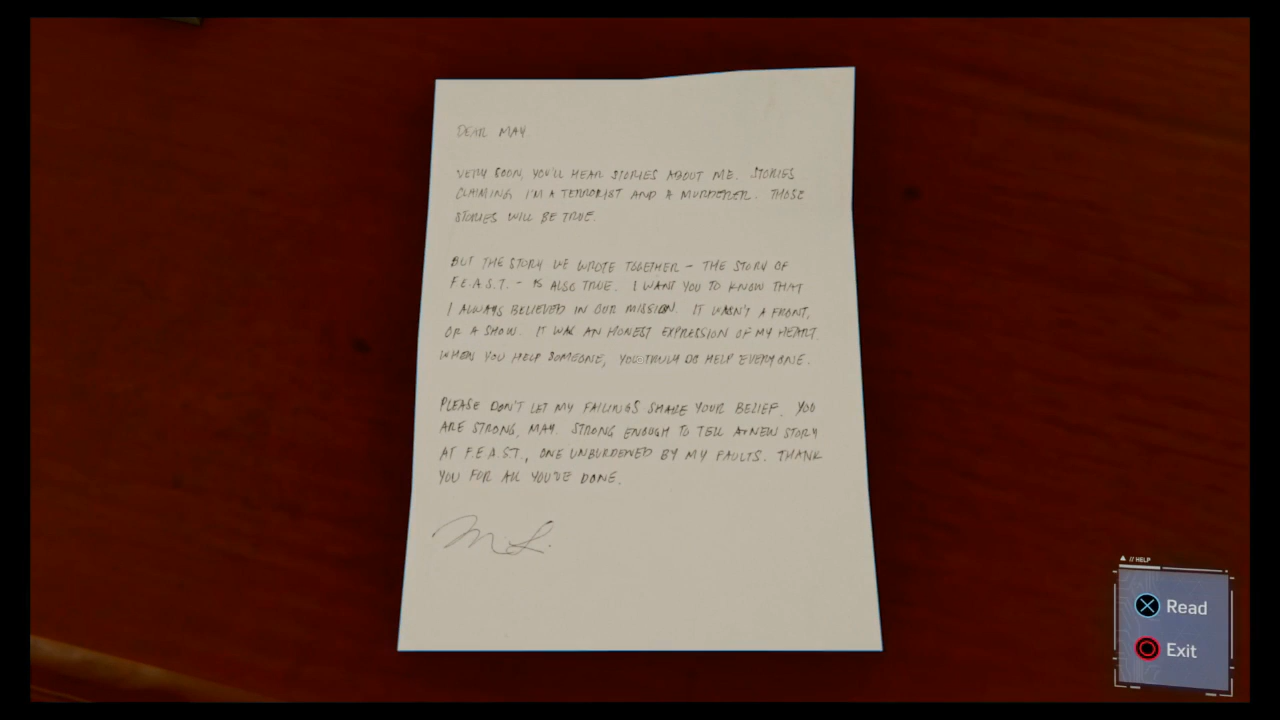 DEAR MAY.
VERY SOON, YOU'LL HEAR STORIES ABOUT ME. STORIES
CLAIMING I'M A TERRORIST AND A MURDERER. THOSE
STORIES WILL BE TRUE.
BUT THE STORY WE WROTE TOGETHER - THE STORY OF
F.E.A.S.T. - IS ALSO TRUE. I WANT YOU TO KNOW THAT
I ALWAYS BELIEVED IN OUR MISSION. IT WASN'T A FRONT,
OR A SHOW. IT WAS AN HONEST EXPRESSION OF MY HEART.
WHEN YOU HELP SOMEONE, YOU TRULY DO HELP EVERYONE.
PLEASE DON'T LET MY FAILINGS SHAKE YOUR BELIEF. YOU
ARE STRONG, MAY. STRONG ENOUGH TO TELL A NEW STORY
AT F.E.A.S.T., ONE UNBURDENED BY MY FAULTS. THANK
YOU FOR ALL YOU'VE DONE.
M L.
// HELP
Read
Exit